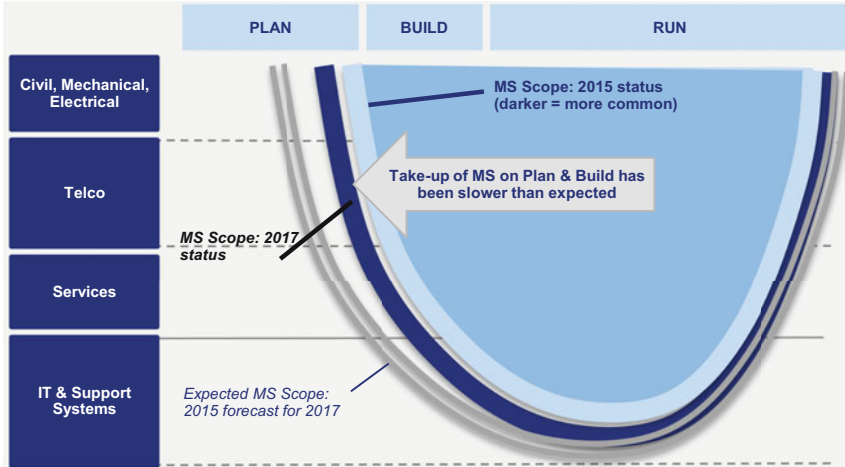 PLAN
BUILD
RUN
Civil, Mechanical,
Electrical
MS Scope: 2015 status
(darker = more common)
Telco
Take-up of MS on Plan & Build has
been slower than expected
MS Scope: 2017
status
Services
IT & Support
Systems
Expected MS Scope:
2015 forecast for 2017